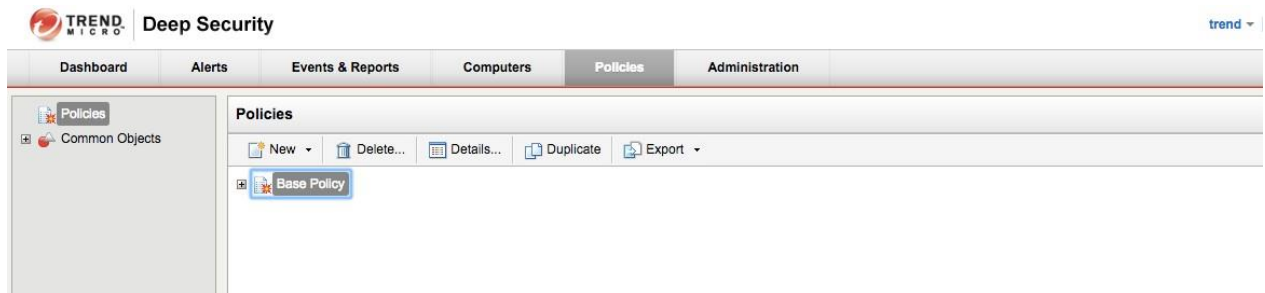 TREND MICRO Deep Security
trend
Dashboard Alerts Events & Reports Computers Policies Administration
Policies
Common Objects
Policies
New Delete... Details... Duplicate Export
Base Policy